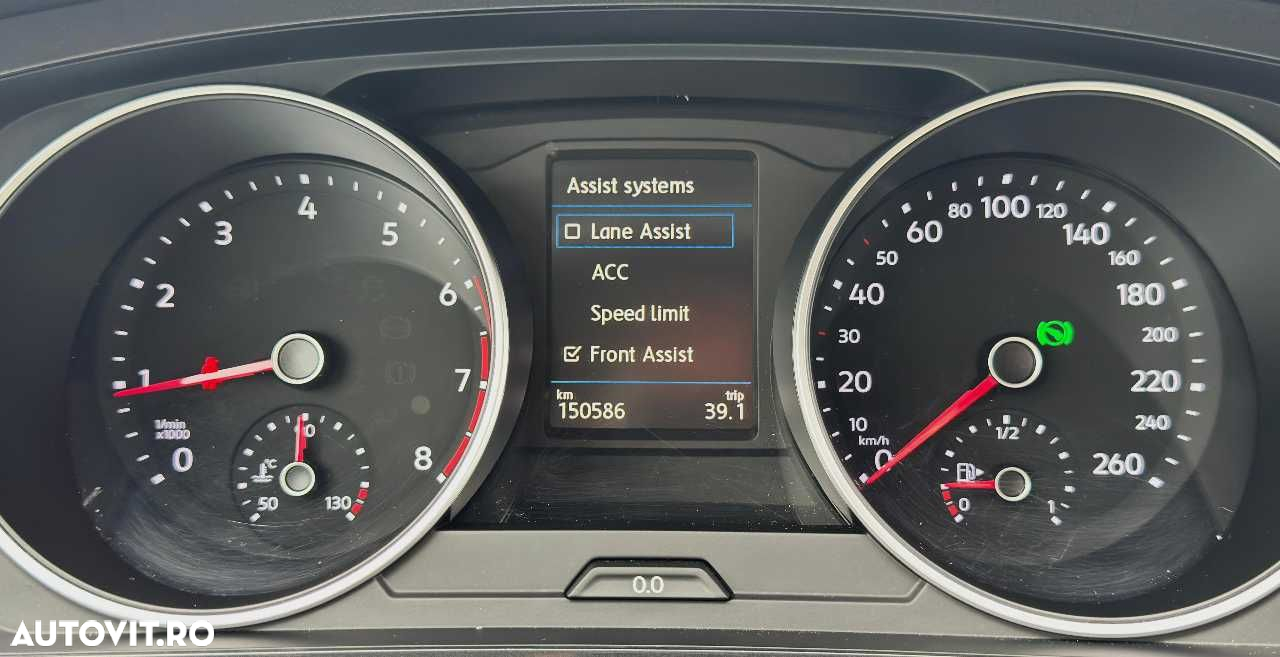 Assist systems
Lane Assist
ACC
Speed limit
Front Assist
km trip
150586 39.1
0 1 2 3 4 5 6 7 8
1/min
x1000
50 90 130
°C
0 10 20 30 40 50 60 80 100 120 140 160 180 200 220 240 260
km/h
0 1/2 1
0.0
AUTOVIT.RO